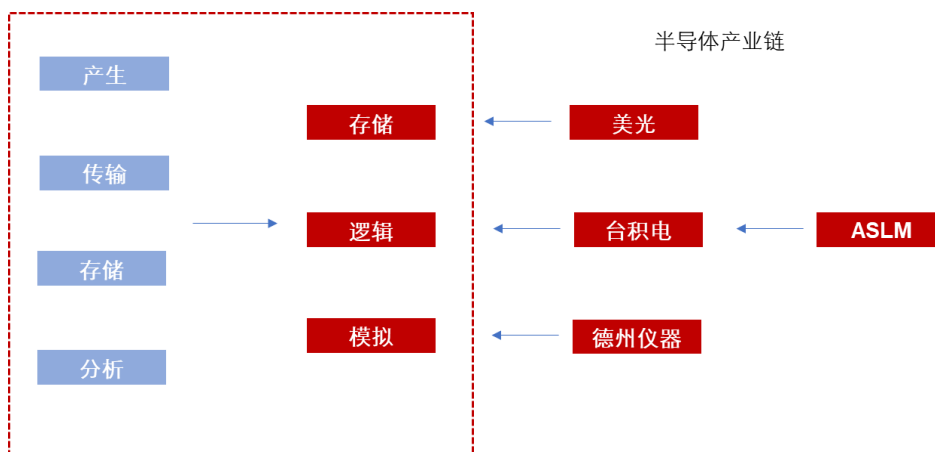 半导体产业链
产生
传输
存储
分析
存储
逻辑
模拟
美光
台积电
德州仪器
ASLM